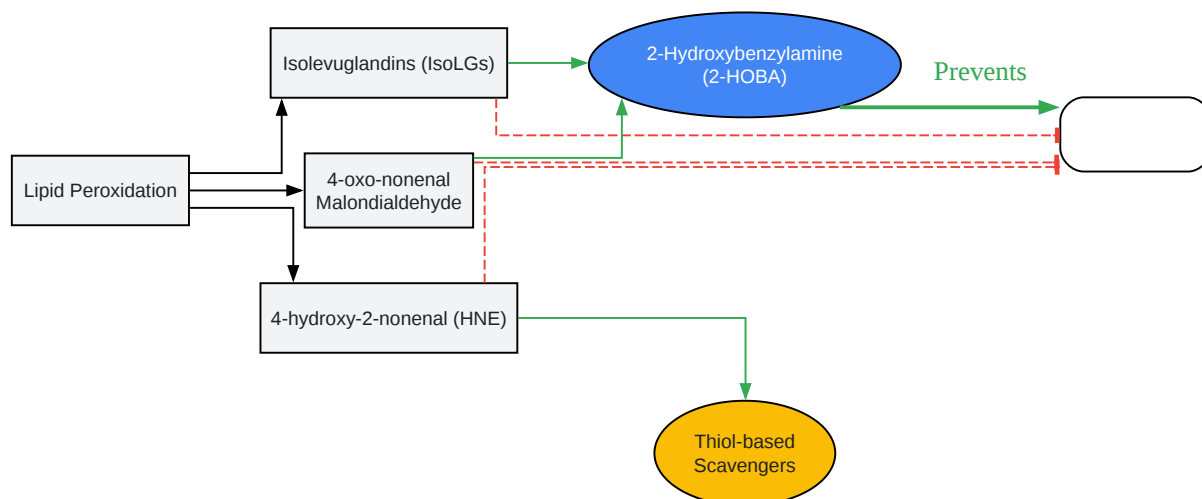 Isolevuglandins (IsoLGs)
2-Hydroxybenzylamine
(2-HOBA)
Prevents
Lipid Peroxidation
4-oxo-nonenal
Malondialdehyde
4-hydroxy-2-nonenal (HNE)
Thiol-based
Scavengers